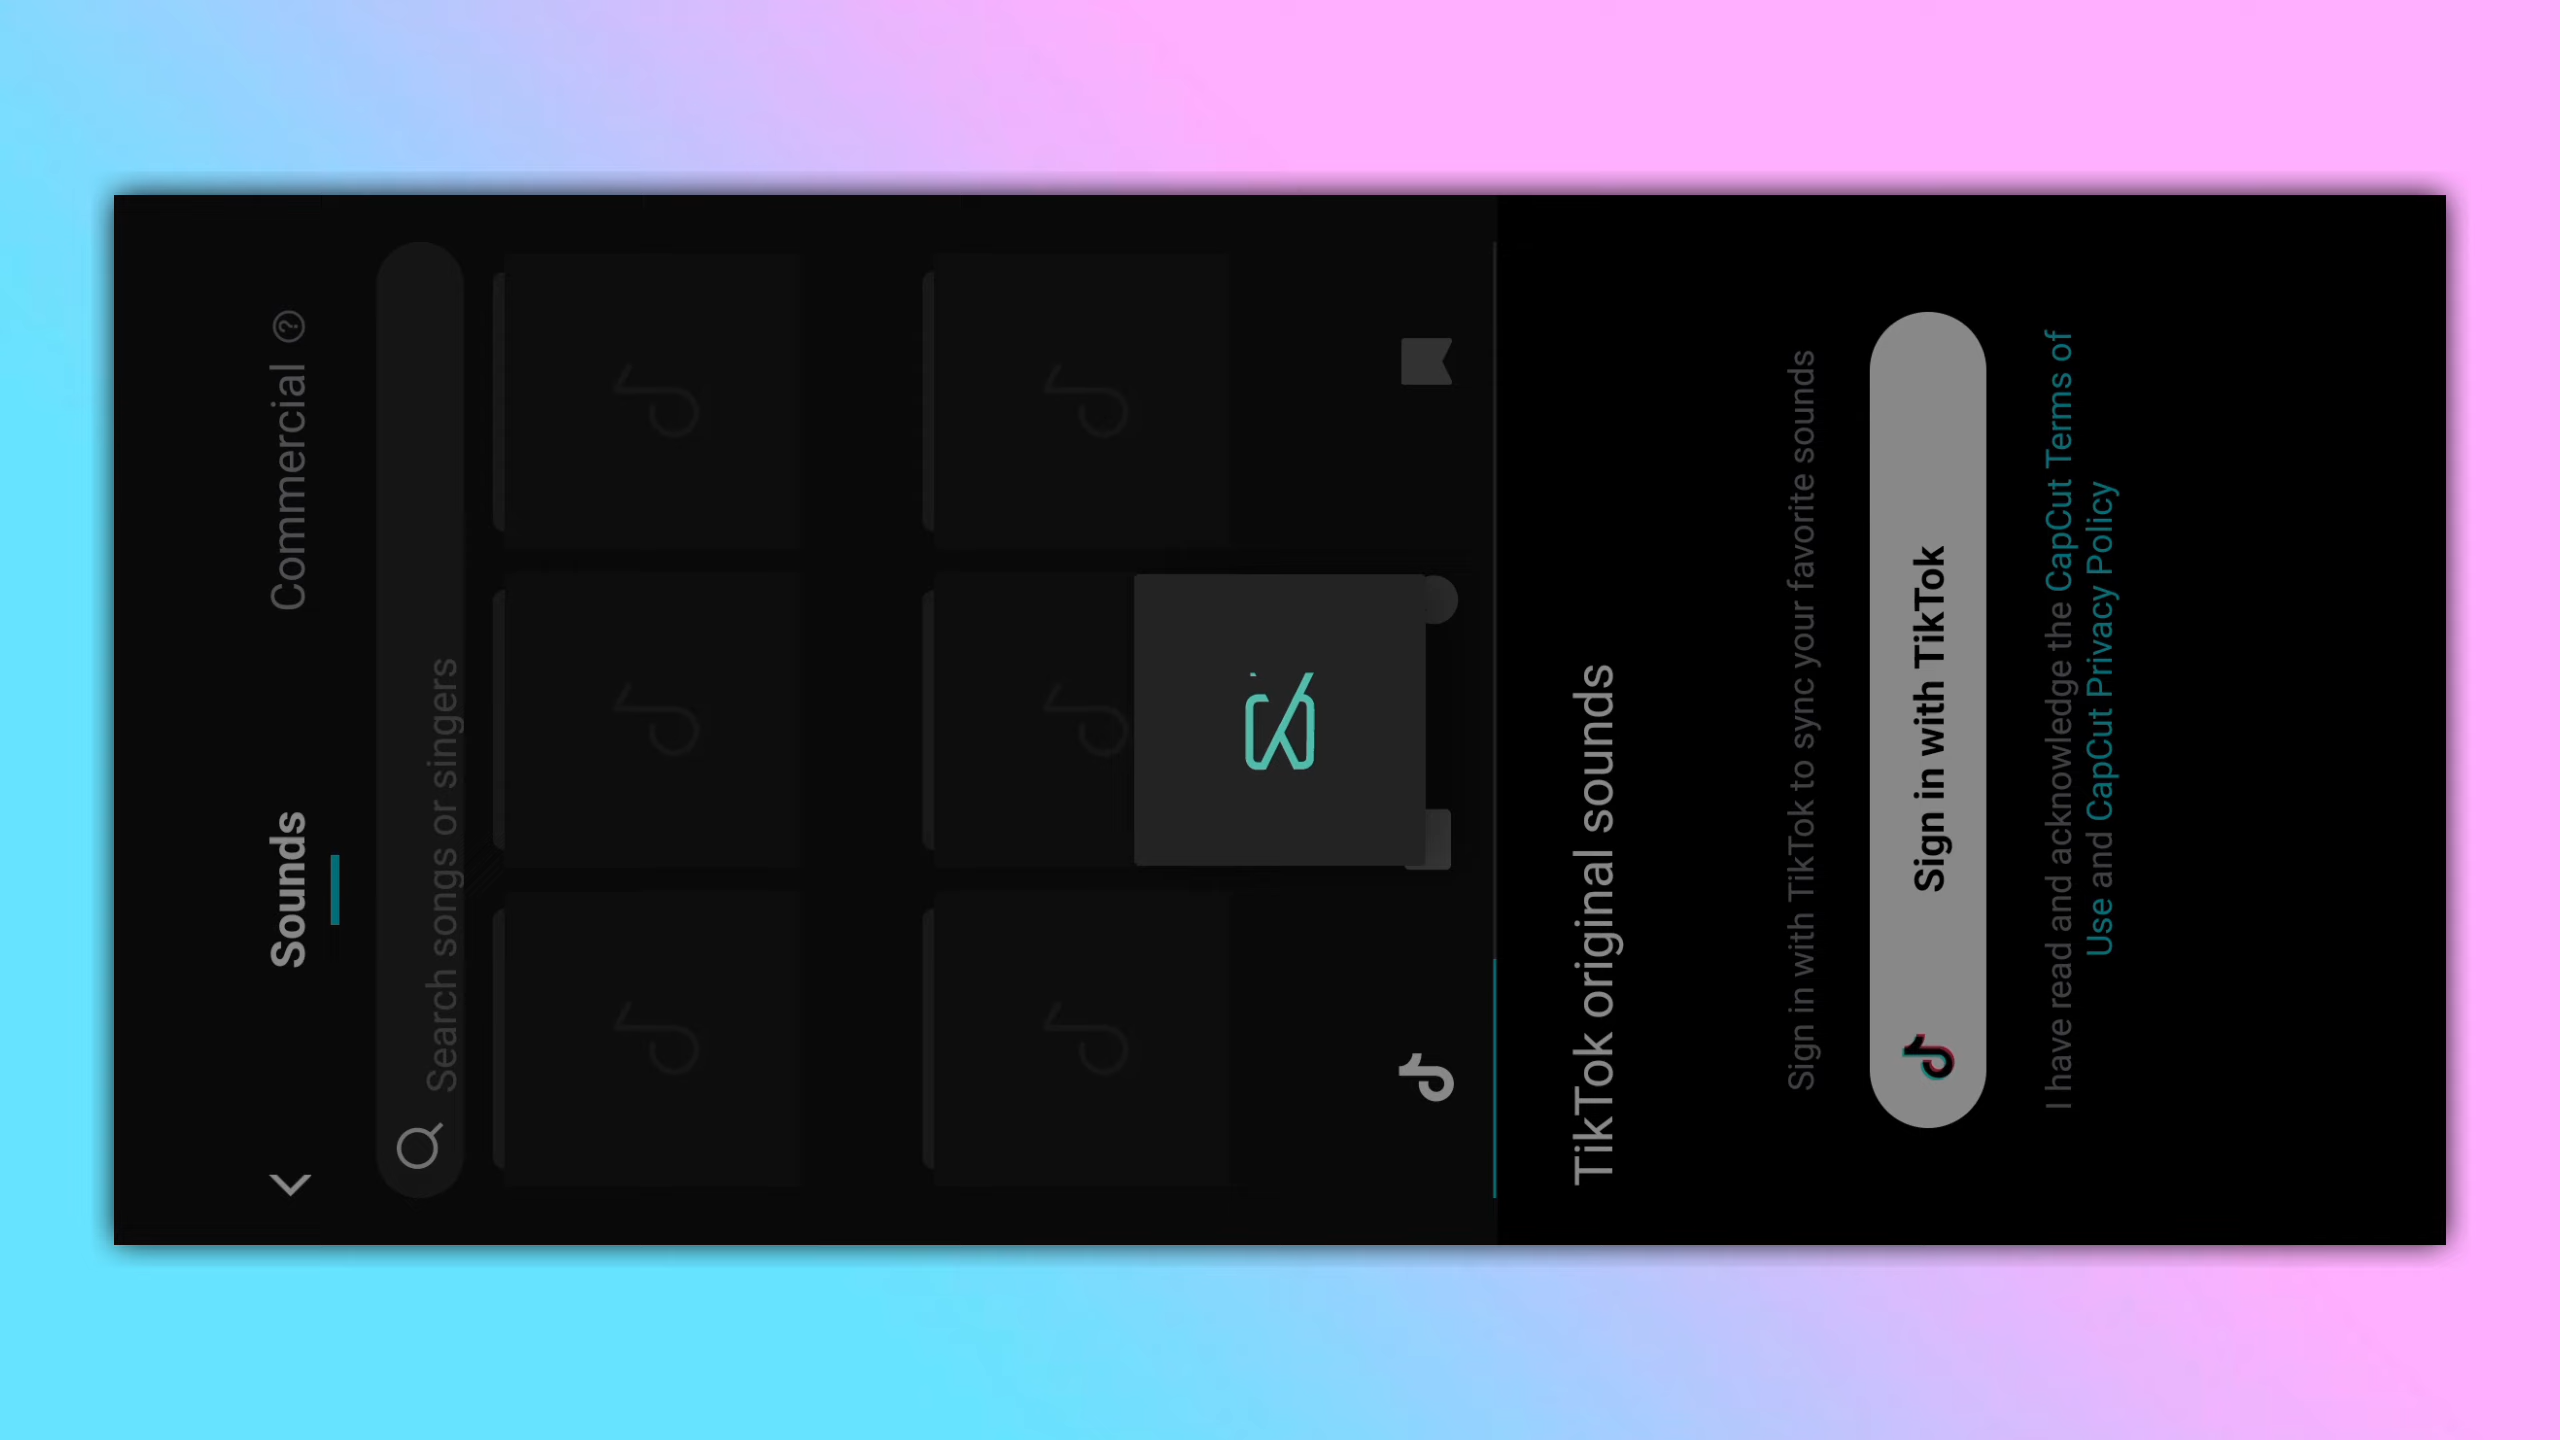 Sounds
Commercial
Search songs or singers
TikTok original sounds
Sign in with TikTok to sync your favorite sounds
Sign in with TikTok
I have read and acknowledge the CapCut Terms of
Use and CapCut Privacy Policy